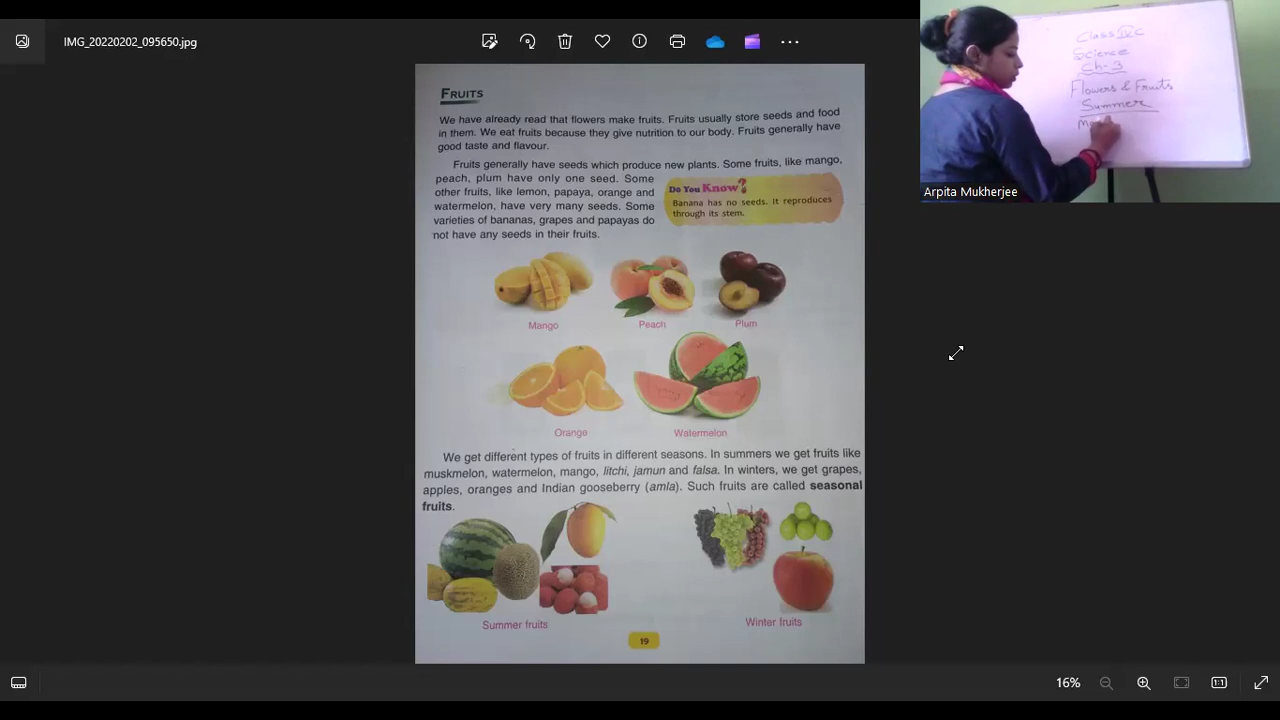 IMG_20220202_095650.jpg
FRUITS
We have already read that flowers make fruits. Fruits usually store seeds and food
in them. We eat fruits because they give nutrition to our body. Fruits generally have
good taste and flavour.
Fruits generally have seeds which produce new plants. Some fruits, like mango,
peach, plum have only one seed. Some
other fruits, like lemon, papaya, orange and
watermelon, have very many seeds. Some
varieties of bananas, grapes and papayas do
not have any seeds in their fruits.
Do You Know?
Banana has no seeds. It reproduces
through its stem.
Mango
Peach
Plum
Orange
Watermelon
We get different types of fruits in different seasons. In summers we get fruits like
muskmelon, watermelon, mango, litchi, jamun and falsa. In winters, we get grapes,
apples, oranges and Indian gooseberry (amla). Such fruits are called seasonal
fruits.
Summer fruits
Winter fruits
19
Class IV C
Science
Ch-3
Flowers & Fruits
Summer
Arpita Mukherjee
16%
1:1